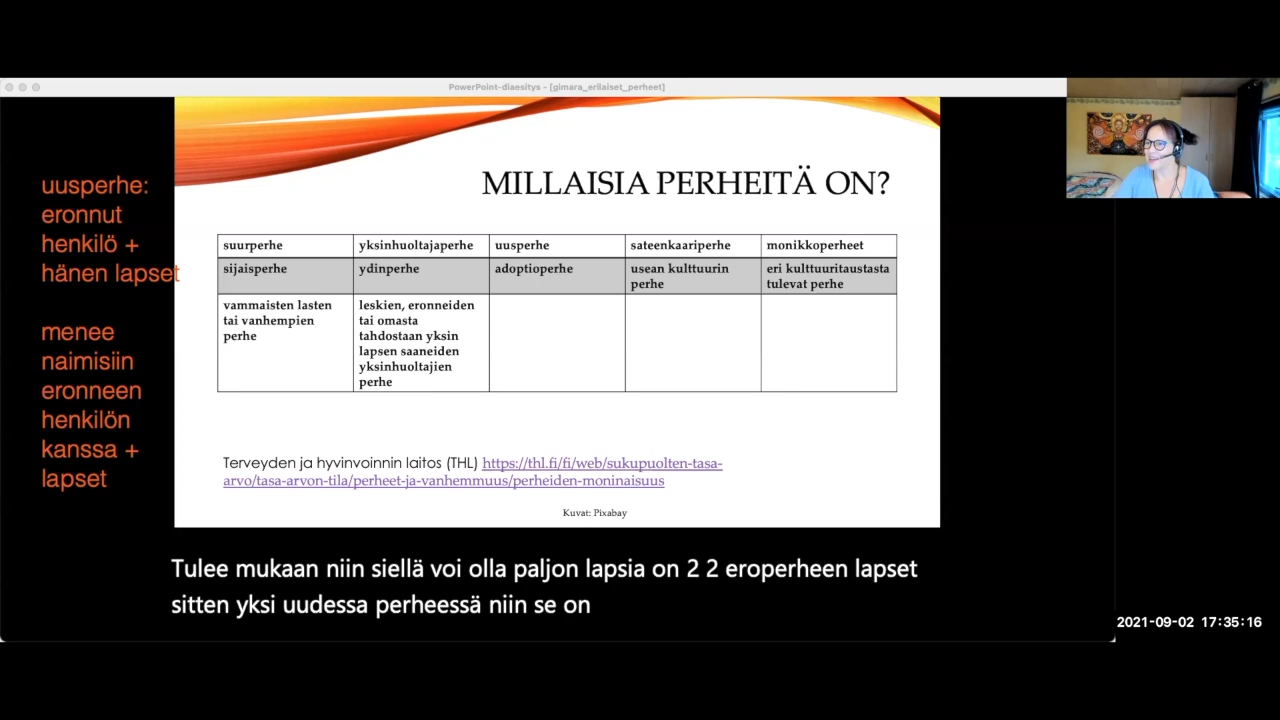 PowerPoint-diaesitys - [gimara_erilaiset_perheet]
uusperhe:
eronnut
henkilö +
hänen lapset
menee
naimisiin
eronneen
henkilön
kanssa +
lapset
MILLAISIA PERHEITÄ ON?
suurperhe
yksinhuoltajaperhe
uusperhe
sateenkaariperhe
monikkoperheet
sijaisperhe
ydinperhe
adoptioperhe
usean kulttuurin
perhe
eri kulttuuritaustasta
tulevat perhe
vammaisten lasten
tai vanhempien
perhe
leskien, eronneiden
tai omasta
tahdostaan yksin
lapsen saaneiden
yksinhuoltajien
perhe
Terveyden ja hyvinvoinnin laitos (THL) https://thl.fi/fi/web/sukupuolten-tasa-
arvo/tasa-arvon-tila/perheet-ja-vanhemmuus/perheiden-moninaisuus
Kuvat: Pixabay
Tulee mukaan niin siellä voi olla paljon lapsia on 2 2 eroperheen lapset
sitten yksi uudessa perheessä niin se on
2021-09-02 17:35:16